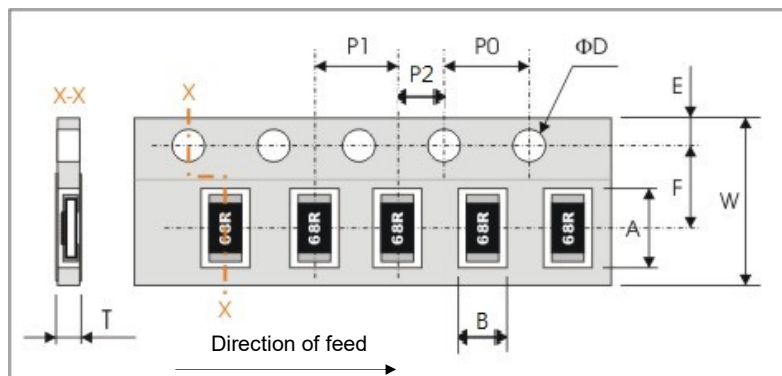 P1
P0
ΦD
P2
E
X-X
X
F
W
68R
68R
68R
68R
68R
A
X
B
T
Direction of feed